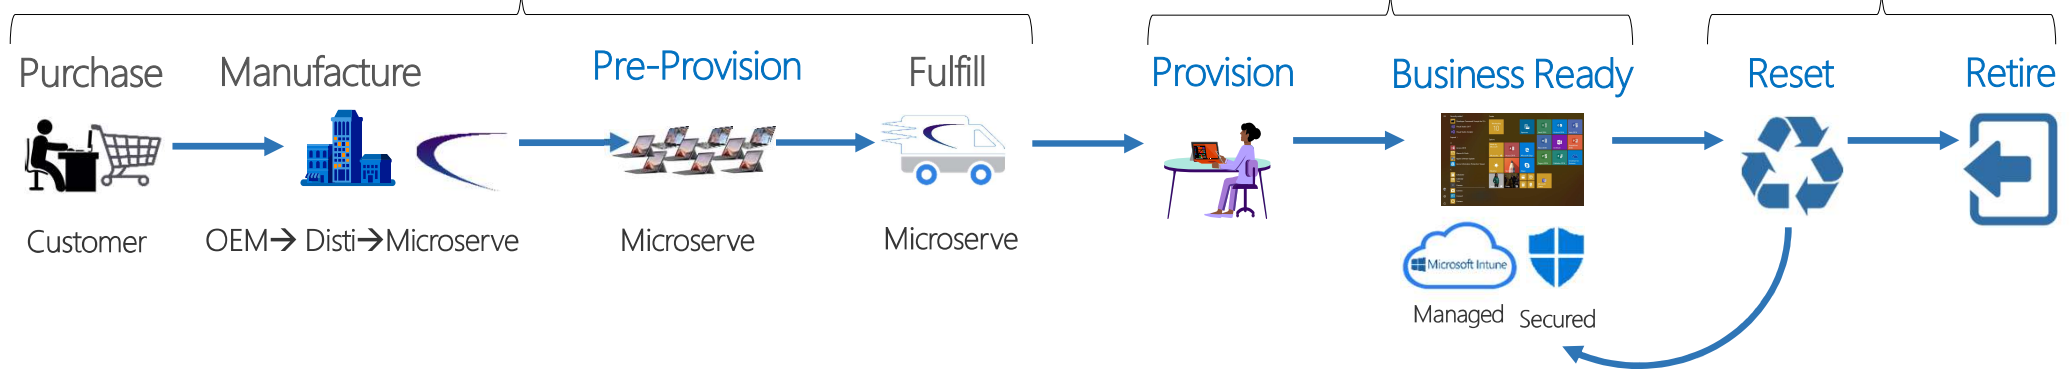 Purchase
Manufacture
Pre-Provision
Fulfill
Provision
Business Ready
Reset
Retire
Customer
OEM→ Disti→Microserve
Microserve
Microserve
Microsoft Intune
Managed
Secured